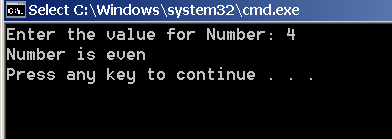 Select C:\Windows\system32\cmd.exe
Enter the value for Number: 4
Number is even
Press any key to continue . . .